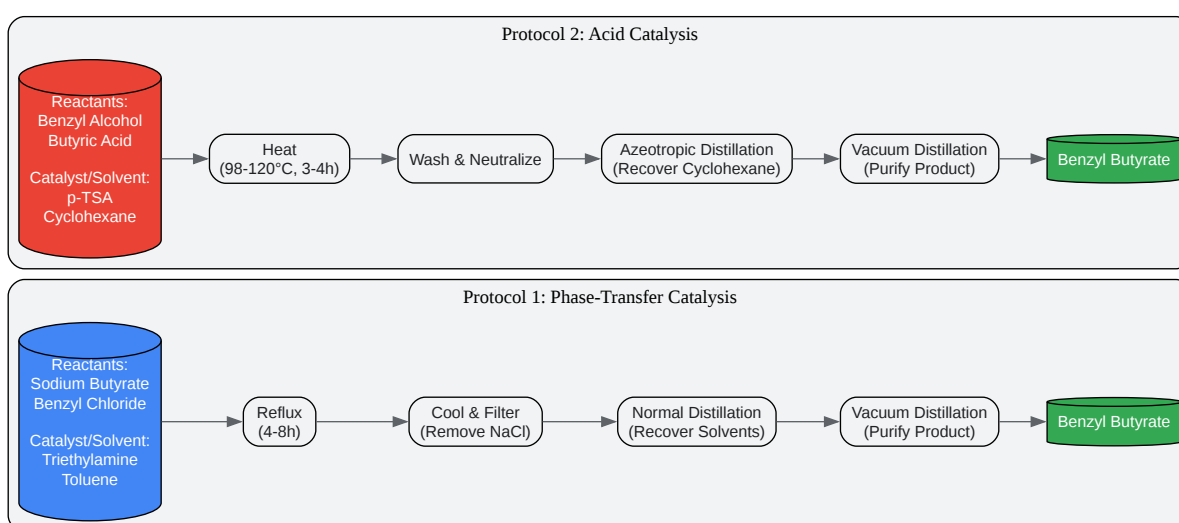 Protocol 2: Acid Catalysis
Reactants:
Benzyl Alcohol
Butyric Acid
Catalyst/Solvent:
p-TSA
Cyclohexane
Heat
(98-120°C, 3-4h)
Wash & Neutralize
Azeotropic Distillation
(Recover Cyclohexane)
Vacuum Distillation
(Purify Product)
Benzyl Butyrate
Protocol 1: Phase-Transfer Catalysis
Reactants:
Sodium Butyrate
Benzyl Chloride
Catalyst/Solvent:
Triethylamine
Toluene
Reflux
(4-8h)
Cool & Filter
(Remove NaCl)
Normal Distillation
(Recover Solvents)
Vacuum Distillation
(Purify Product)
Benzyl Butyrate